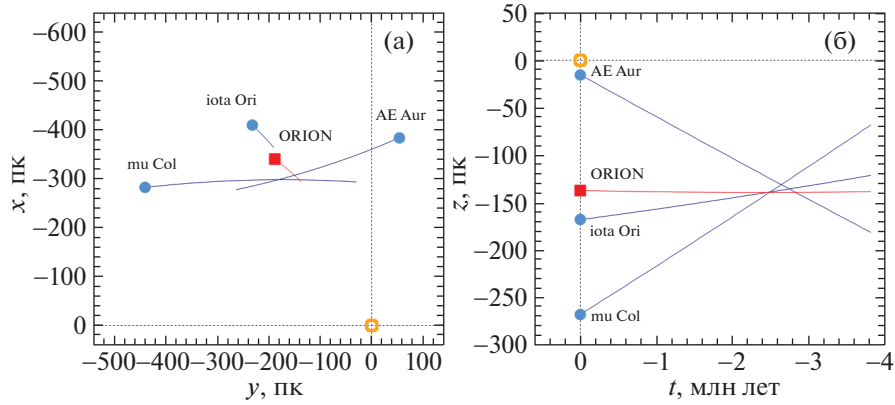 (а)
–600
–500
–400
–300
–200
–100
0
x, пк
iota Ori
AE Aur
ORION
mu Col
–500 –400 –300 –200 –100 0 100
y, пк
(б)
50
0
–50
–100
–150
–200
–250
–300
z, пк
AE Aur
ORION
iota Ori
mu Col
0 –1 –2 –3 –4
t, млн лет